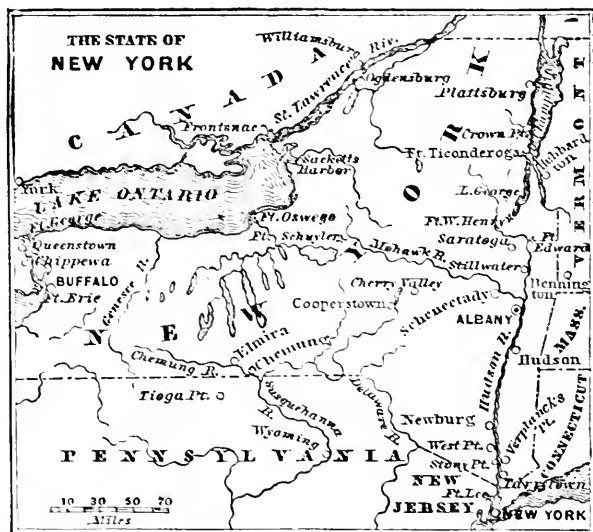 THE STATE OF
NEW YORK
CANADA
Williamsbur
Riv.
St. Lawrence
Ogdensburg
Plattsburg
Frontenac
Crown Pt.
Ft. Ticonderoga
Hubbard
ton
VERMONT
Sacketts
Harbor
York
LAKE ONTARIO
L. George
Ft. George
Ft. Oswego
Ft. W. Henry
Ft.
Edward
Queenstown
Ft. Schuyler
Saratoga
Chippewa
Mohawk R.
Stillwater
BUFFALO
Genesee R.
Bennington
Ft. Erie
Cherry Valley
Cooperstown
Schenectady
ALBANY
MASS.
NEW YORK
Elmira
Chemung
Chemung R.
Hudson R.
Hudson
Tioga Pt.
Susquehanna
R.
Delaware R.
Wyoming
Newburg
Verplanck's
Pt.
CONNECTICUT
West Pt.
PENNSYLVANIA
Stony Pt.
NEW
JERSEY
Ft. Lee
Tarrytown
NEW YORK
10 30 50 70
Miles